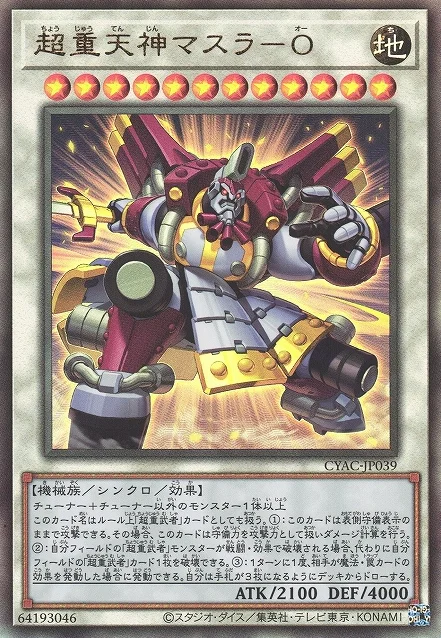 超重天神マスラーO
地
CYAC-JP039
【機械族/シンクロ/効果】
チューナー+チューナー以外のモンスター1体以上
このカード名はルール上「超重武者」カードとしても扱う。①:このカードは表側守備表示の
ままで攻撃できる。その場合、このカードは守備力を攻撃力として扱いダメージ計算を行う。
②:自分フィールドの「超重武者」モンスターが戦闘・効果で破壊される場合、代わりに自分
フィールドの「超重武者」カード1枚を破壊できる。③:1ターンに1度、相手が魔法・罠カードの
効果を発動した場合に発動できる。自分は手札が3枚になるようにデッキからドローする。
ATK/2100 DEF/4000
64193046 ©スタジオ・ダイス/集英社・テレビ東京・KONAMI